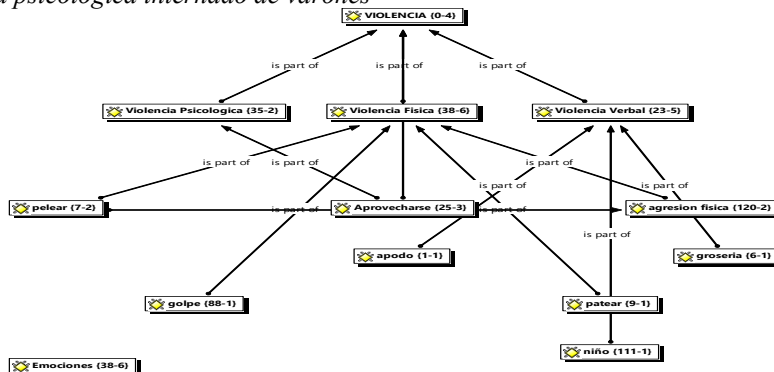 psicologica internado de varones
VIOLENCIA (0-4)
is part of
is part of
is part of
Violencia Psicologica (35-2)
Violencia Fisica (38-6)
Violencia Verbal (23-5)
is part of
is part of
is part of
is part of
is part of
pelear (7-2)
is part of
Aprovecharse (25-3)
is part of
agresion fisica (120-2)
is part of
apodo (1-1)
groseria (6-1)
golpe (88-1)
patear (9-1)
niño (111-1)
Emociones (38-6)